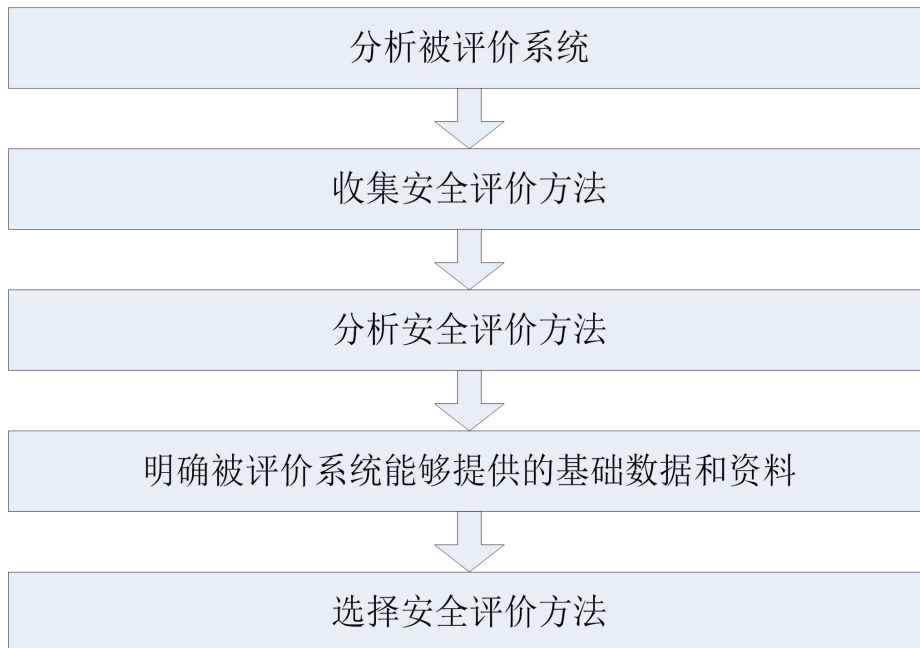 分析被评价系统
收集安全评价方法
分析安全评价方法
明确被评价系统能够提供的基础数据和资料
选择安全评价方法